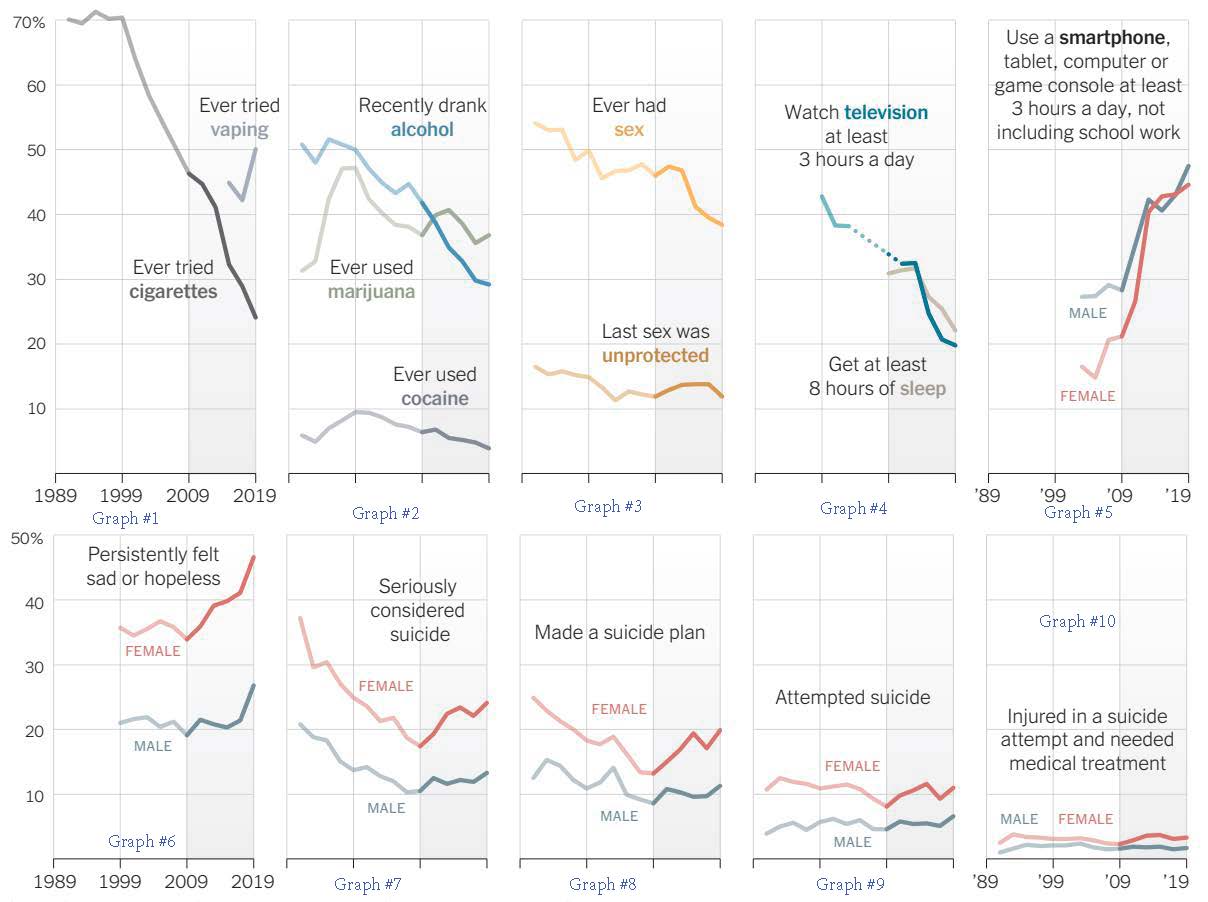 70%
60
50
40
30
20
10
Ever tried
vaping
Ever tried
cigarettes
1989 1999 2009 2019
Graph #1
Recently drank
alcohol
Ever used
marijuana
Ever used
cocaine
Graph #2
Ever had
sex
Last sex was
unprotected
Graph #3
Watch television
at least
3 hours a day
Get at least
8 hours of sleep
Graph #4
Use a smartphone,
tablet, computer or
game console at least
3 hours a day, not
including school work
MALE
FEMALE
’89 ’99 ’09 ’19
Graph #5
50%
40
30
20
10
Persistently felt
sad or hopeless
FEMALE
MALE
Graph #6
1989 1999 2009 2019
Seriously
considered
suicide
FEMALE
MALE
Graph #7
Made a suicide plan
FEMALE
MALE
Graph #8
Attempted suicide
FEMALE
MALE
Graph #9
Graph #10
Injured in a suicide
attempt and needed
medical treatment
MALE FEMALE
’89 ’99 ’09 ’19